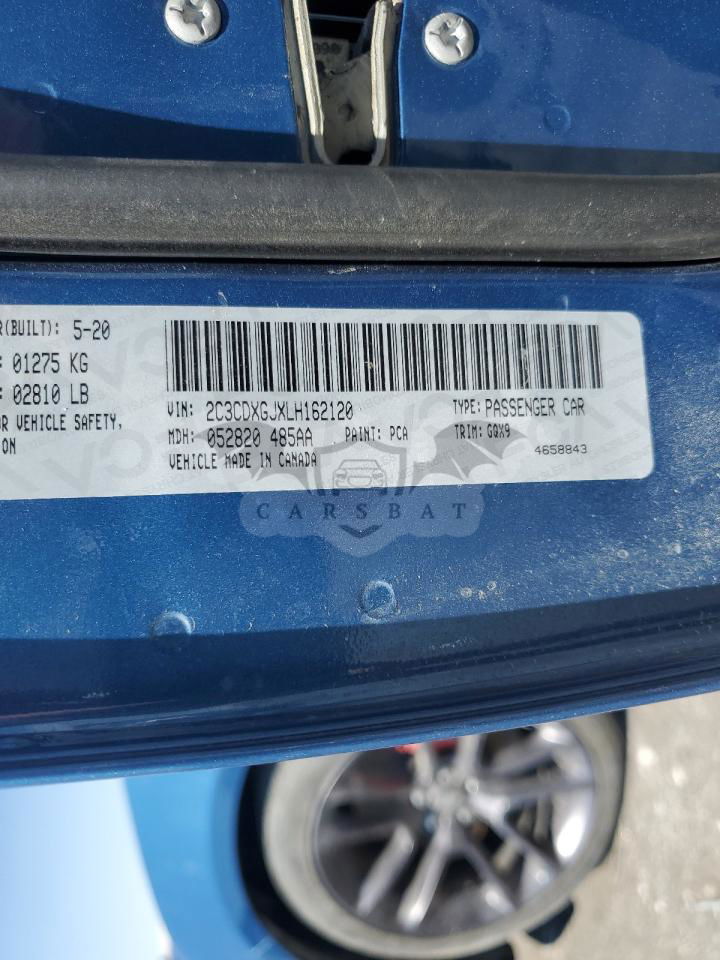 R(BUILT): 5-20
: 01275 KG
: 02810 LB
OR VEHICLE SAFETY,
ON
VIN: 2C3CDXGJXLH162120 TYPE: PASSENGER CAR
MDH: 052820 485AA PAINT: PCA TRIM: GQX9
VEHICLE MADE IN CANADA 4658843
CARSBAT